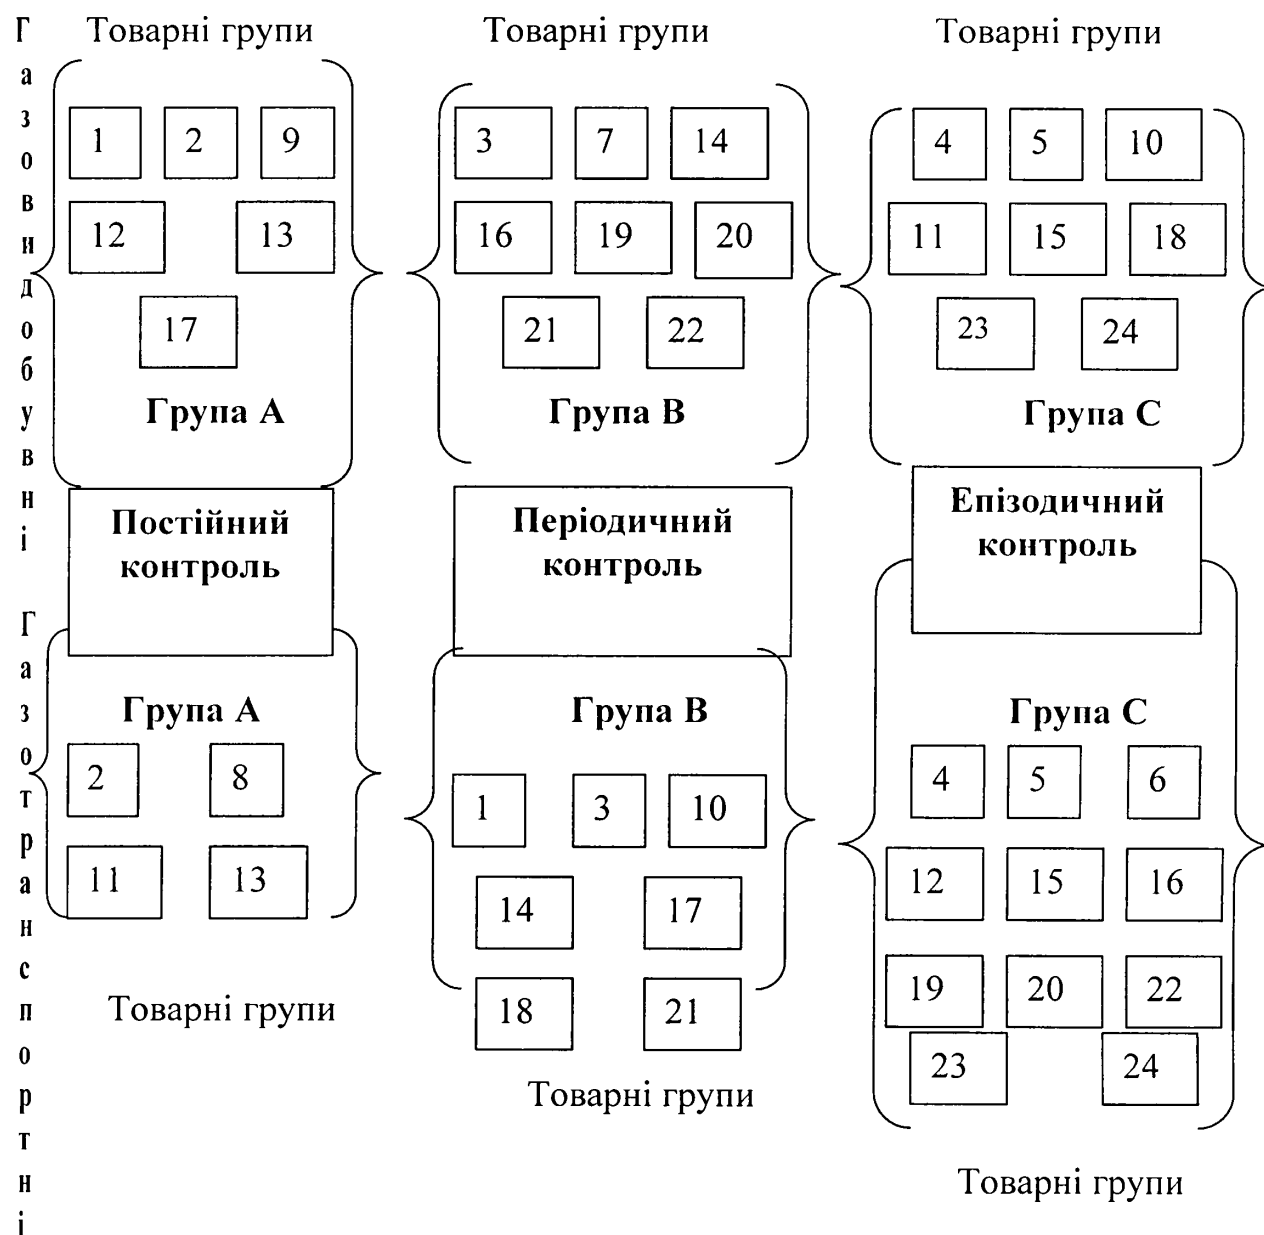 Газовидобувні
Товарні групи
1 2 9
12 13
17
Група А
Товарні групи
3 7 14
16 19 20
21 22
Група В
Товарні групи
4 5 10
11 15 18
23 24
Група С
Постійний
контроль
Періодичний
контроль
Епізодичний
контроль
Газотранспортні
Група А
2 8
11 13
Товарні групи
Група В
1 3 10
14 17
18 21
Товарні групи
Група С
4 5 6
12 15 16
19 20 22
23 24
Товарні групи